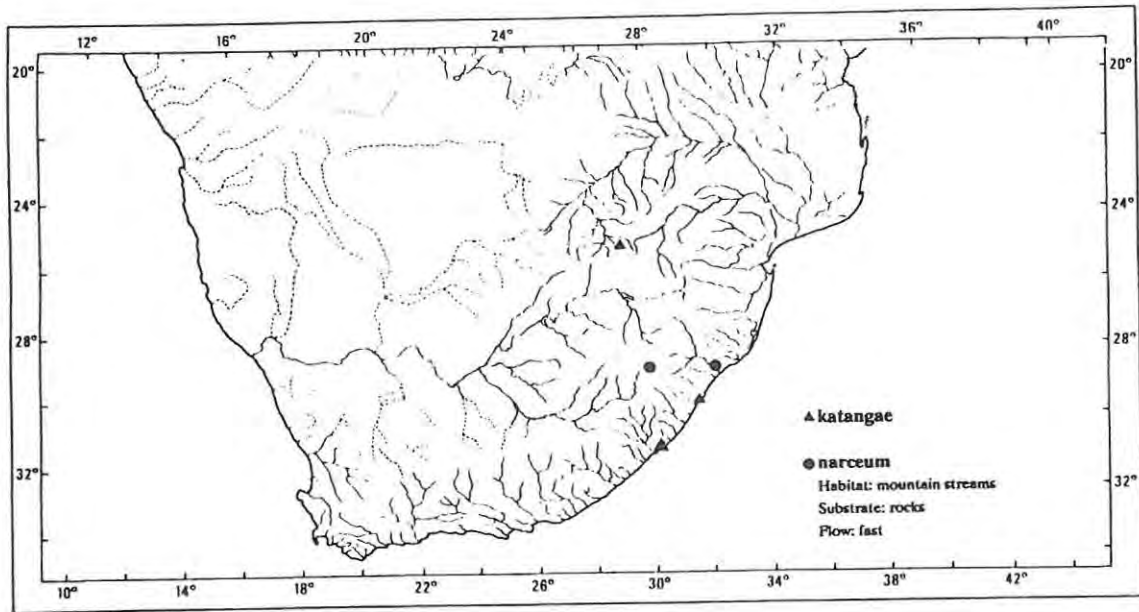 12° 16° 20° 24° 28° 32° 34° 36° 40°
20° 20°
24° 24°
28° 28°
▲ katangae
● narceum
32° Habitat: mountain streams 32°
Substrate: rocks
Flow: fast
10° 14° 18° 22° 26° 30° 34° 38° 42°